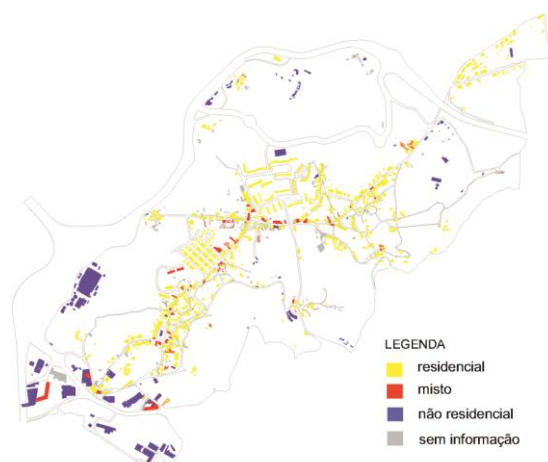 LEGENDA
residencial
misto
não residencial
sem informação